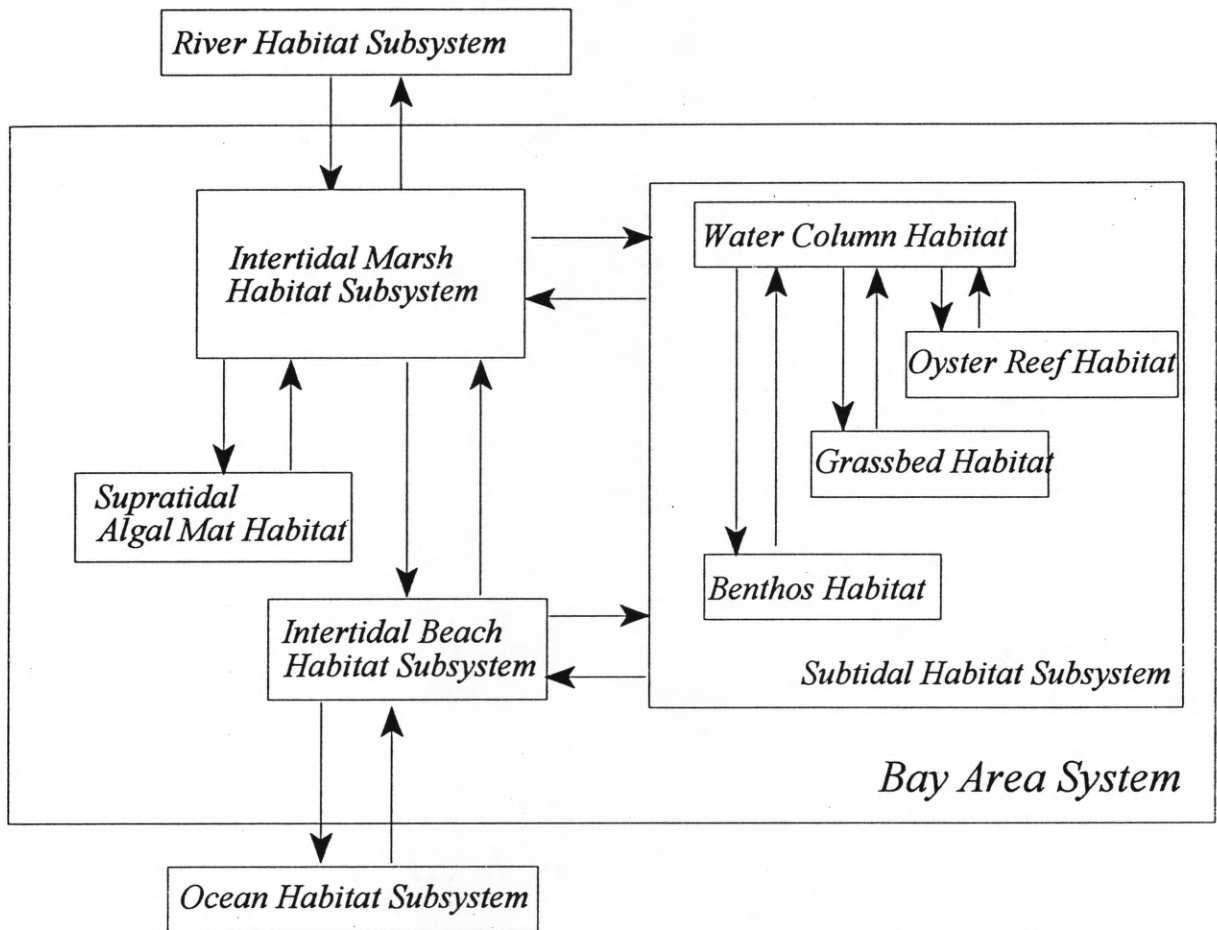 River Habitat Subsystem
Intertidal Marsh
Habitat Subsystem
Water Column Habitat
Oyster Reef Habitat
Grassbed Habitat
Supratidal
Algal Mat Habitat
Benthos Habitat
Intertidal Beach
Habitat Subsystem
Subtidal Habitat Subsystem
Bay Area System
Ocean Habitat Subsystem